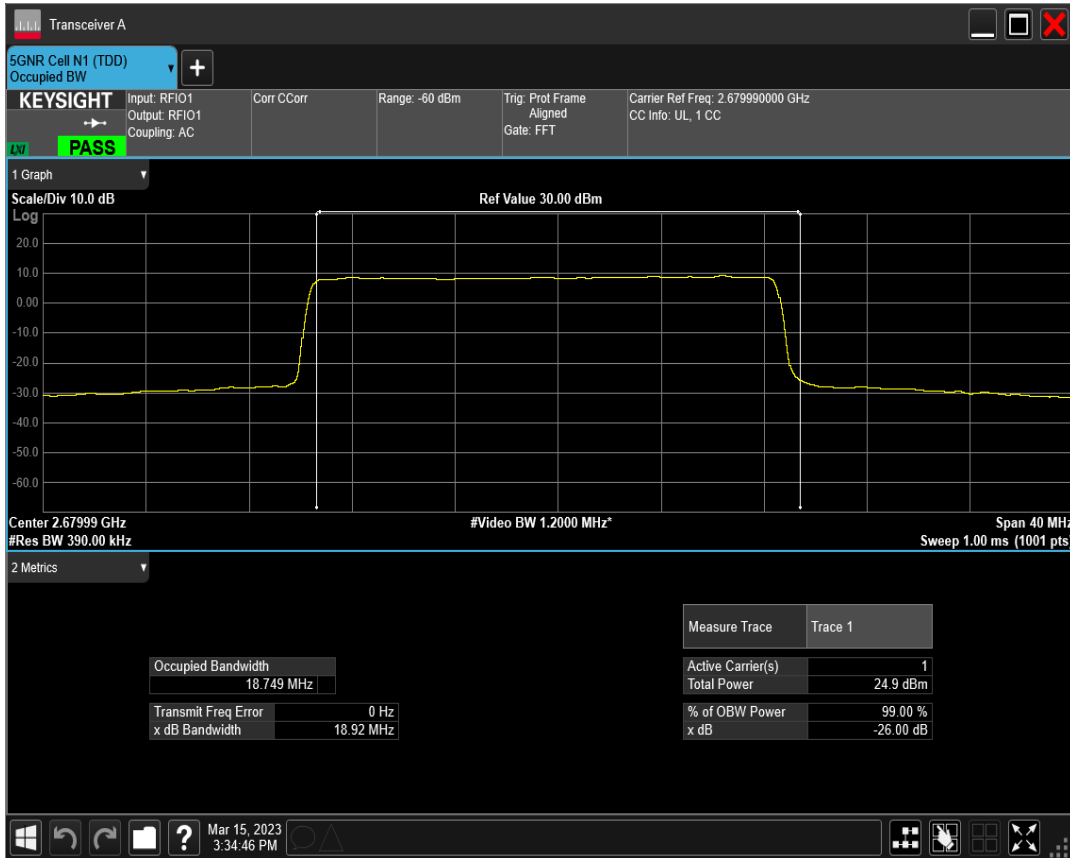 Transceiver A
5GNR Cell N1 (TDD)
Occupied BW
+
KEYSIGHT
LXI
PASS
Input: RFIO1
Output: RFIO1
Coupling: AC
Corr CCorr
Range: -60 dBm
Trig: Prot Frame
Aligned
Gate: FFT
Carrier Ref Freq: 2.679990000 GHz
CC Info: UL, 1 CC
1 Graph
Scale/Div 10.0 dB
Ref Value 30.00 dBm
Log
20.0
10.0
0.00
-10.0
-20.0
-30.0
-40.0
-50.0
-60.0
Center 2.67999 GHz
#Video BW 1.2000 MHz*
Span 40 MHz
#Res BW 390.00 kHz
Sweep 1.00 ms (1001 pts)
2 Metrics
Measure Trace Trace 1
Occupied Bandwidth
18.749 MHz
Active Carrier(s) 1
Total Power 24.9 dBm
Transmit Freq Error 0 Hz
x dB Bandwidth 18.92 MHz
% of OBW Power 99.00 %
x dB -26.00 dB
?
Mar 15, 2023
3:34:46 PM